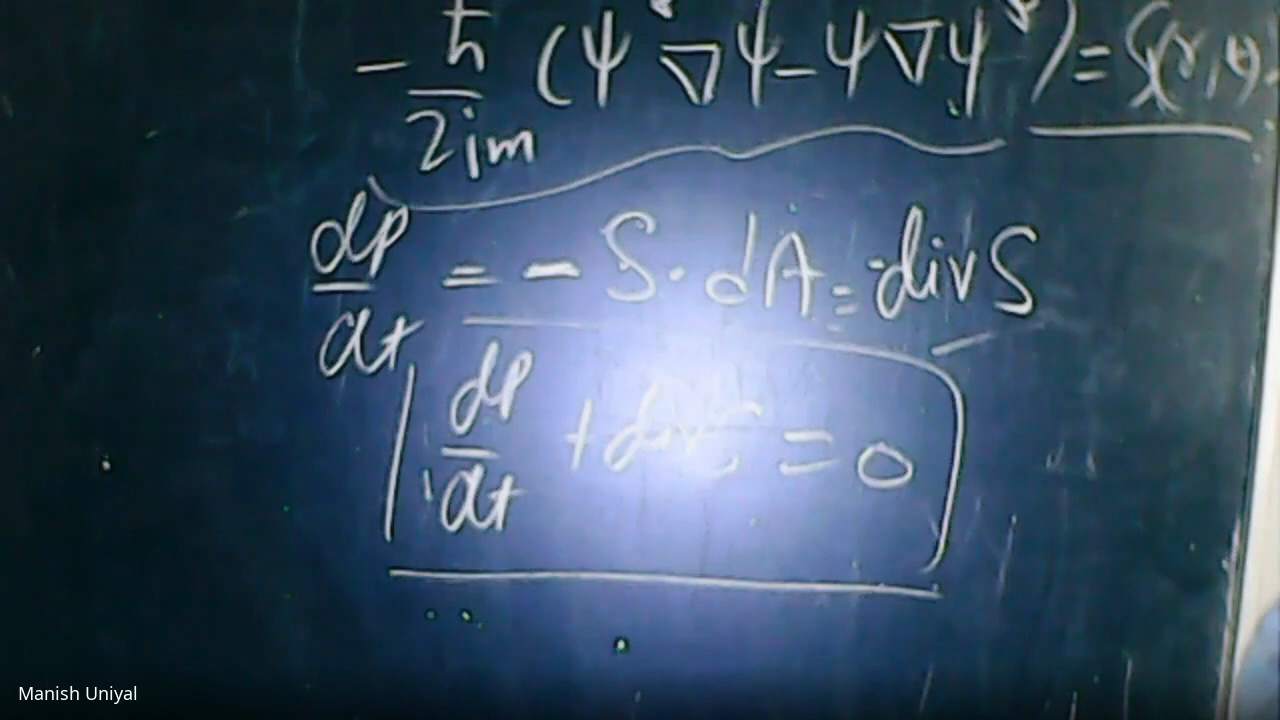 -ħ/2im (ψ* ∇ψ - ψ∇ψ*) = S(r,t)
dp/dt = - S · dA = -div S
dp/dt + div S = 0
Manish Uniyal